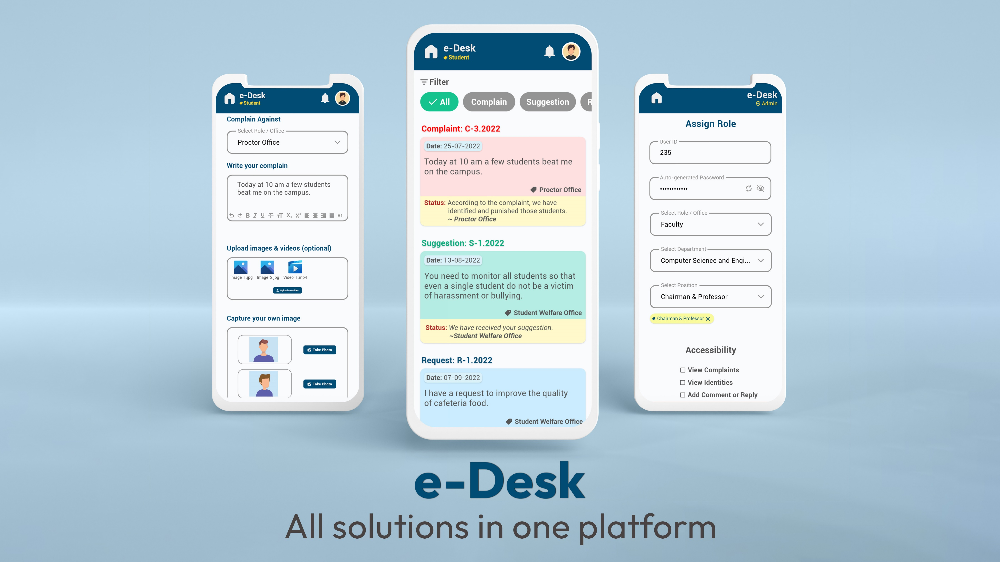 e-Desk
Student
Complain Against
Select Role / Office
Proctor Office
Write your complain
Today at 10 am a few students
beat me on the campus.
B I U T TT X₂ X² H1
Upload images & videos (optional)
Image_1.jpg Image_2.jpg Video_1.mp4
Upload more files
Capture your own image
Take Photo
Take Photo
e-Desk
Student
Filter
All Complain Suggestion R
Complaint: C-3.2022
Date: 25-07-2022
Today at 10 am a few students beat me
on the campus.
Proctor Office
Status: According to the complaint, we have
identified and punished those students.
~ Proctor Office
Suggestion: S-1.2022
Date: 13-08-2022
You need to monitor all students so that
even a single student do not be a victim
of harassment or bullying.
Student Welfare Office
Status: We have received your suggestion.
~Student Welfare Office
Request: R-1.2022
Date: 07-09-2022
I have a request to improve the quality
of cafeteria food.
Student Welfare Office
e-Desk
Admin
Assign Role
User ID
235
Auto-generated Password
••••••••••••
Select Role / Office
Faculty
Select Department
Computer Science and Engi...
Select Position
Chairman & Professor
Chairman & Professor
Accessibility
View Complaints
View Identities
Add Comment or Reply
e-Desk
All solutions in one platform